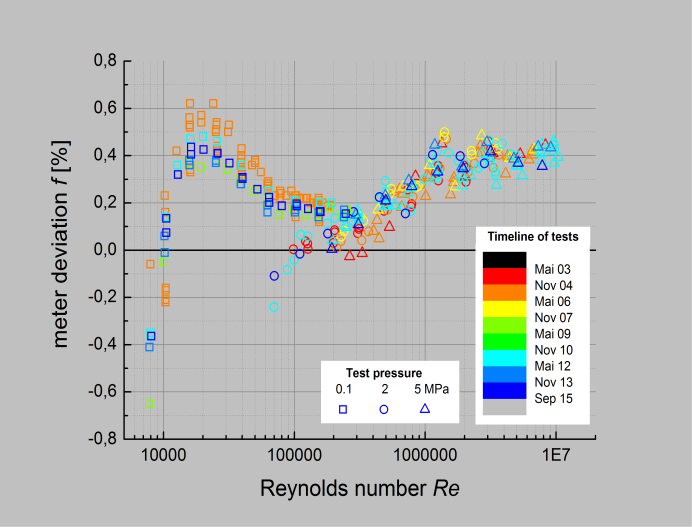 0,8
0,6
0,4
0,2
0,0
-0,2
-0,4
-0,6
-0,8
meter deviation f [%]
10000
100000
1000000
1E7
Reynolds number Re
Test pressure
0.1
2
5 MPa
Timeline of tests
Mai 03
Nov 04
Mai 06
Nov 07
Mai 09
Nov 10
Mai 12
Nov 13
Sep 15